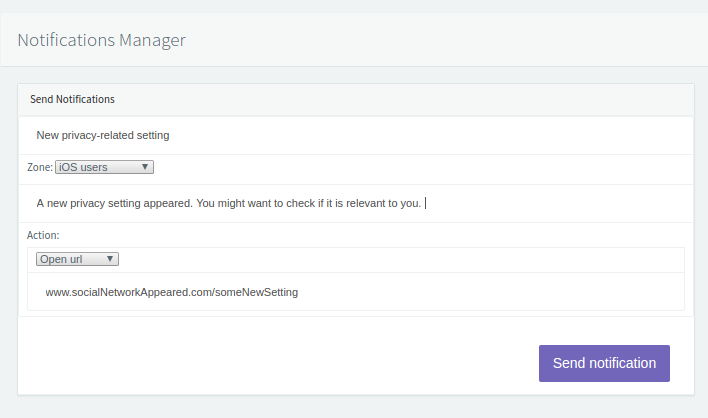 Notifications Manager
Send Notifications
New privacy-related setting
Zone: iOS users
A new privacy setting appeared. You might want to check if it is relevant to you.
Action:
Open url
www.socialNetworkAppeared.com/someNewSetting
Send notification